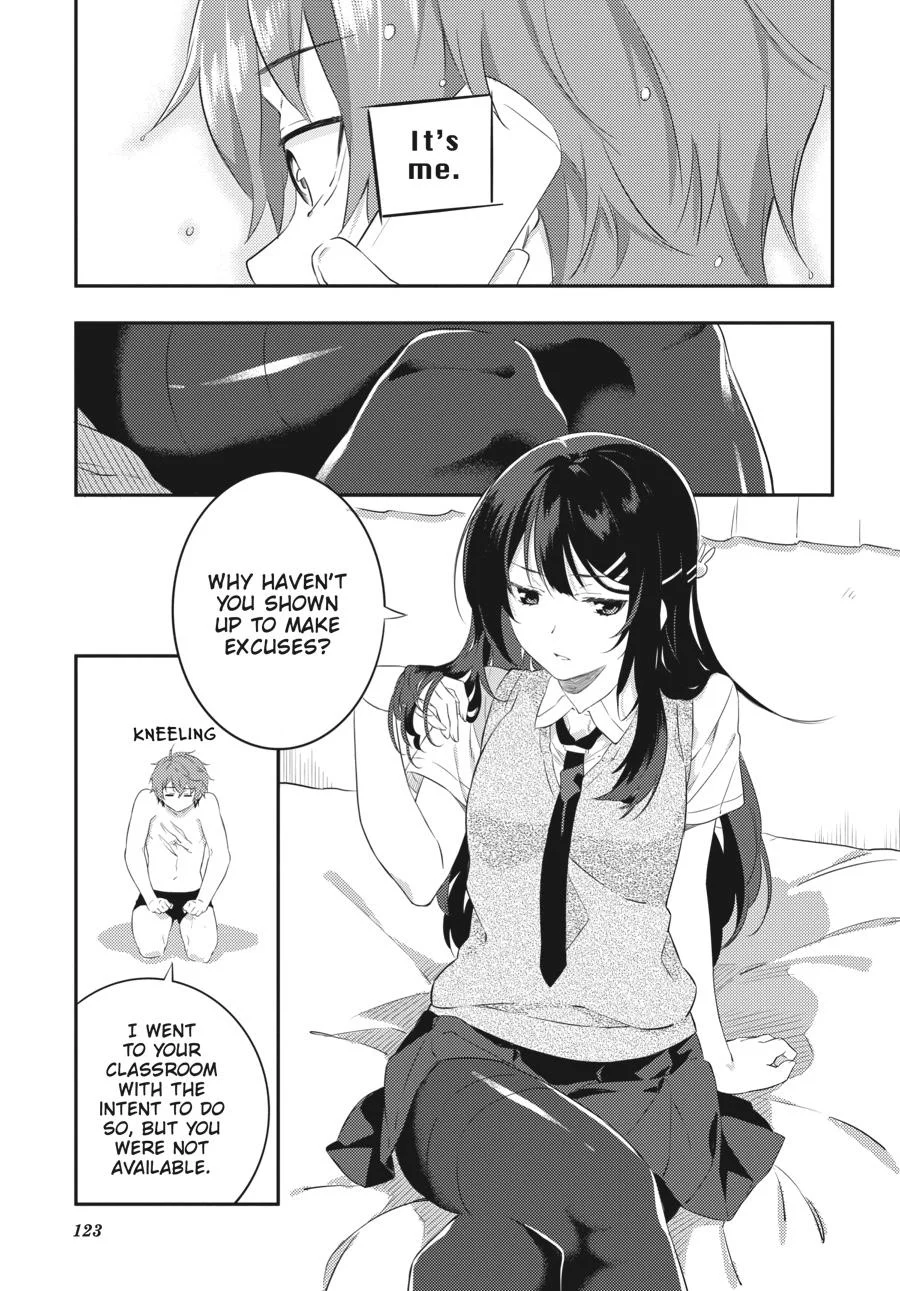 It's
me.
WHY HAVEN'T
YOU SHOWN
UP TO MAKE
EXCUSES?
KNEELING
I WENT
TO YOUR
CLASSROOM
WITH THE
INTENT TO DO
SO, BUT YOU
WERE NOT
AVAILABLE.
123